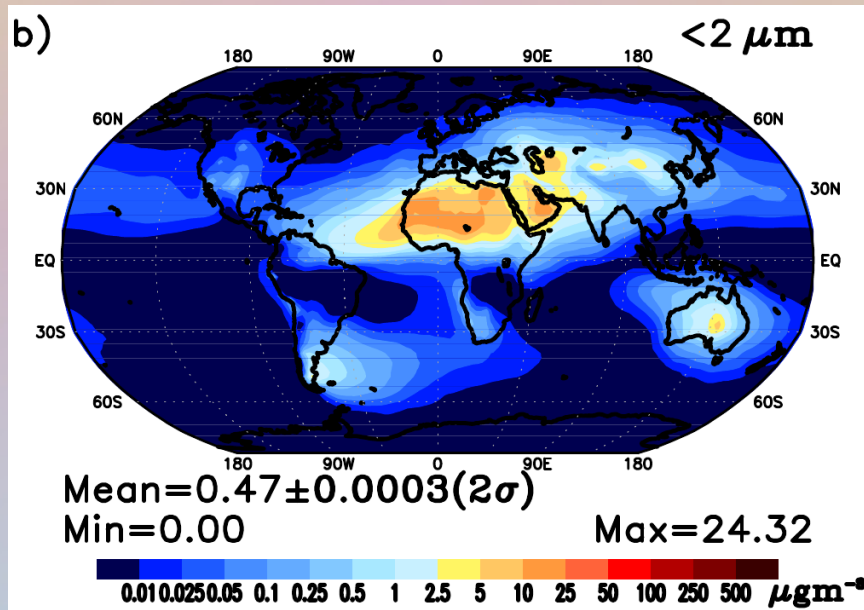 b) <2 μm
180 90W 0 90E 180
60N 60N
30N 30N
EQ EQ
30S 30S
60S 60S
180 90W 0 90E 180
Mean=0.47±0.0003(2σ)
Min=0.00 Max=24.32
0.01 0.025 0.05 0.1 0.25 0.5 1 2.5 5 10 25 50 100 250 500 μgm⁻³